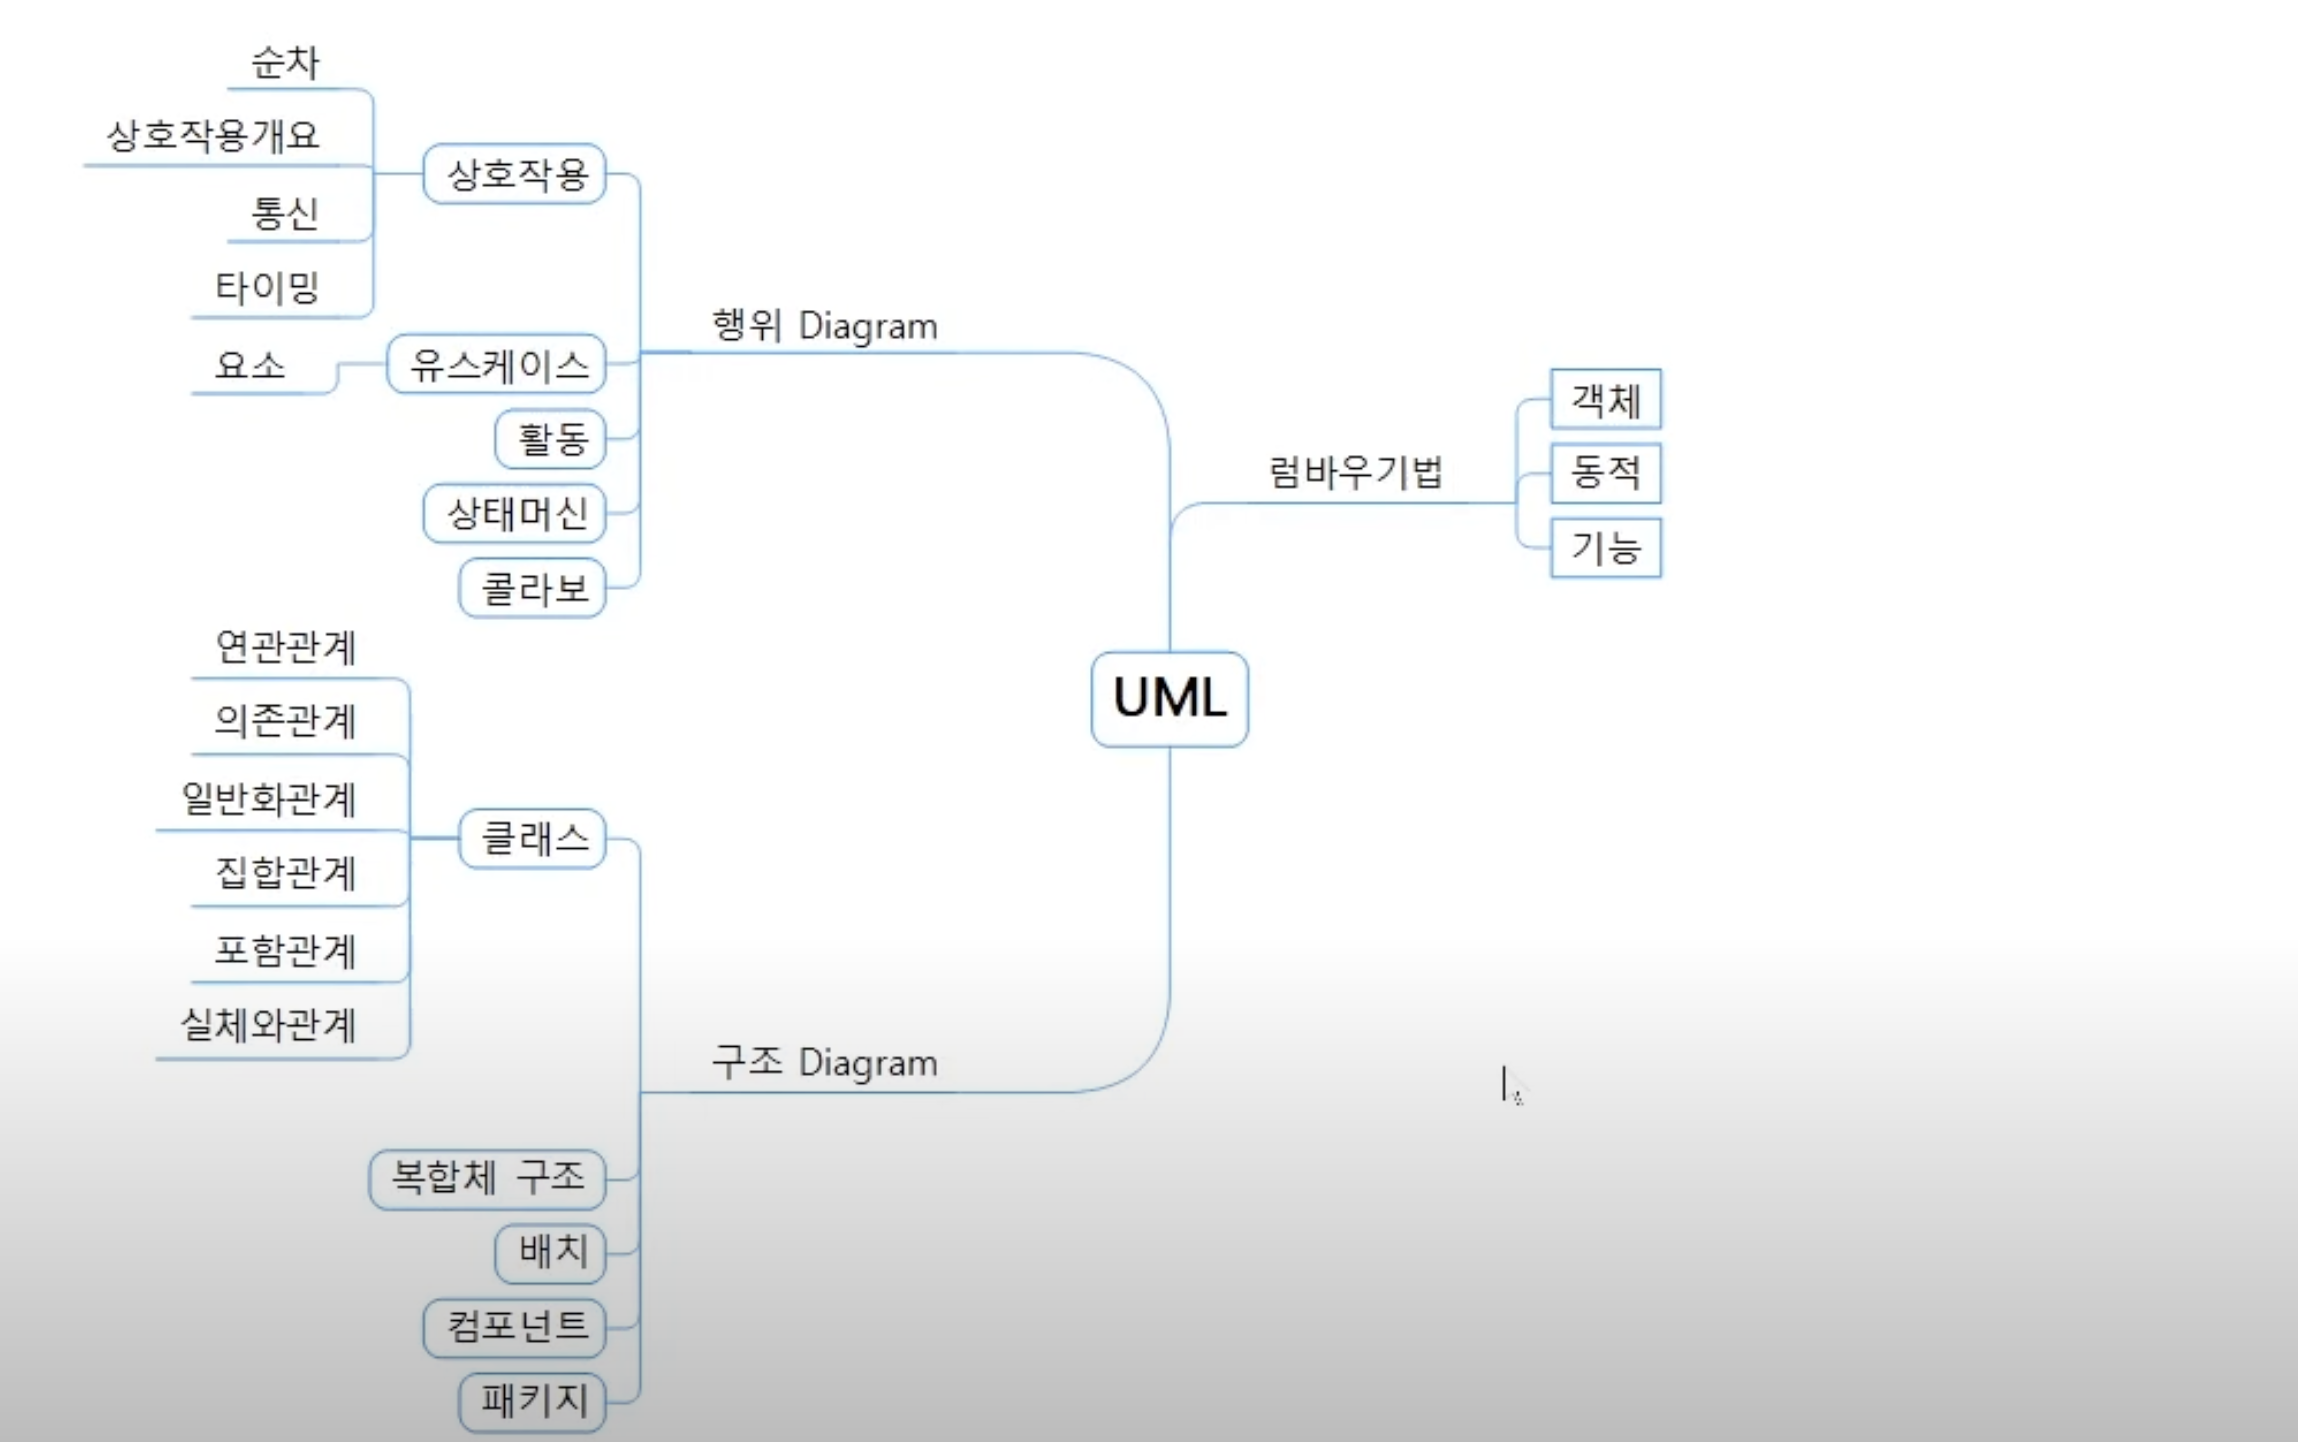 순차
상호작용개요
통신
타이밍
상호작용
요소
유스케이스
활동
상태머신
콜라보
행위 Diagram
연관관계
의존관계
일반화관계
집합관계
포함관계
실체와관계
클래스
복합체 구조
배치
컴포넌트
패키지
구조 Diagram
UML
럼바우기법
객체
동적
기능